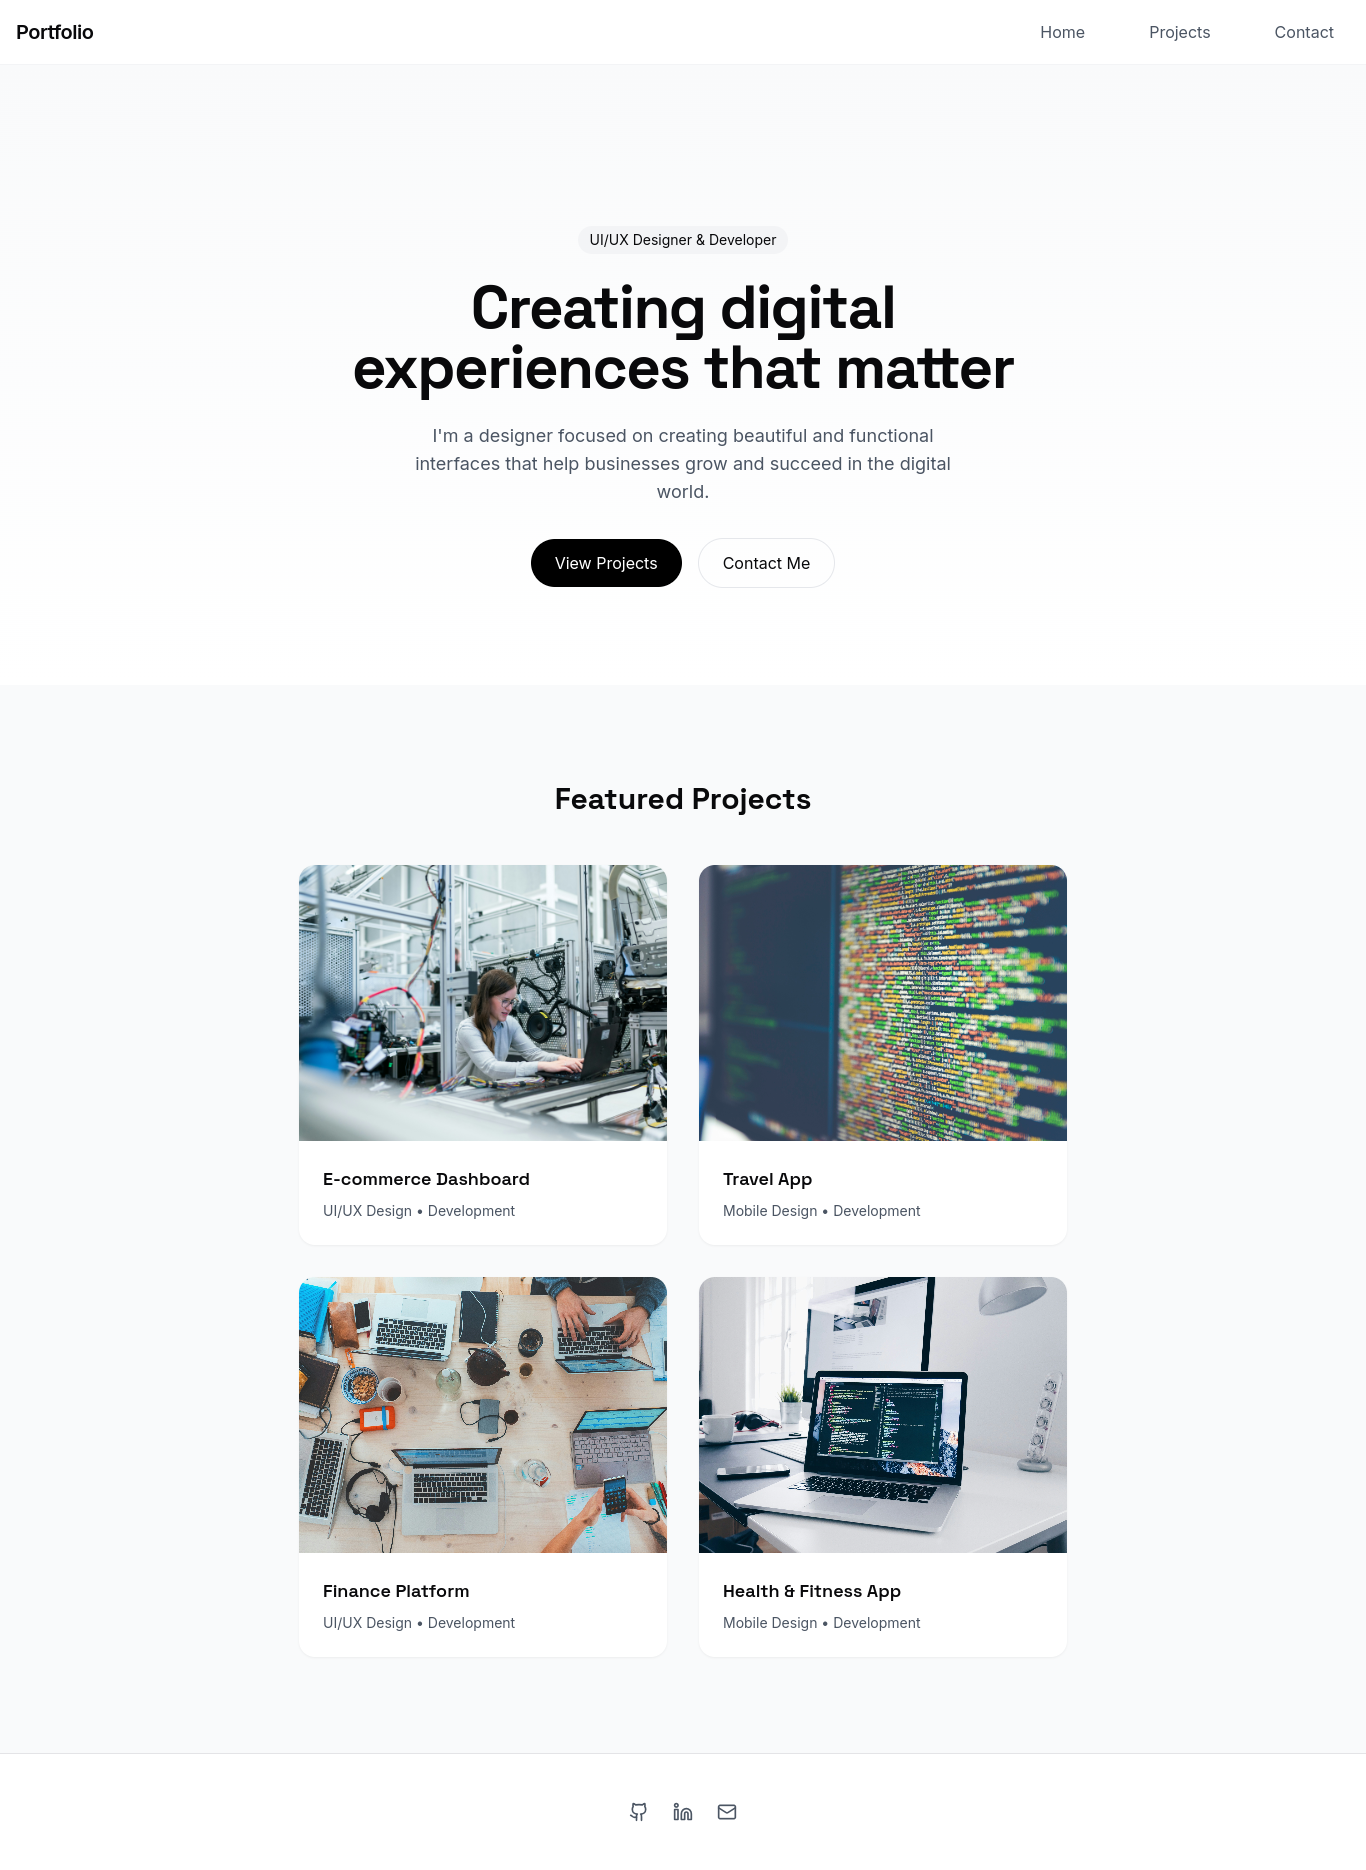 Portfolio
Home
Projects
Contact
UI/UX Designer & Developer
Creating digital
experiences that matter
I'm a designer focused on creating beautiful and functional
interfaces that help businesses grow and succeed in the digital
world.
View Projects
Contact Me
Featured Projects
E-commerce Dashboard
UI/UX Design • Development
Travel App
Mobile Design • Development
Finance Platform
UI/UX Design • Development
Health & Fitness App
Mobile Design • Development